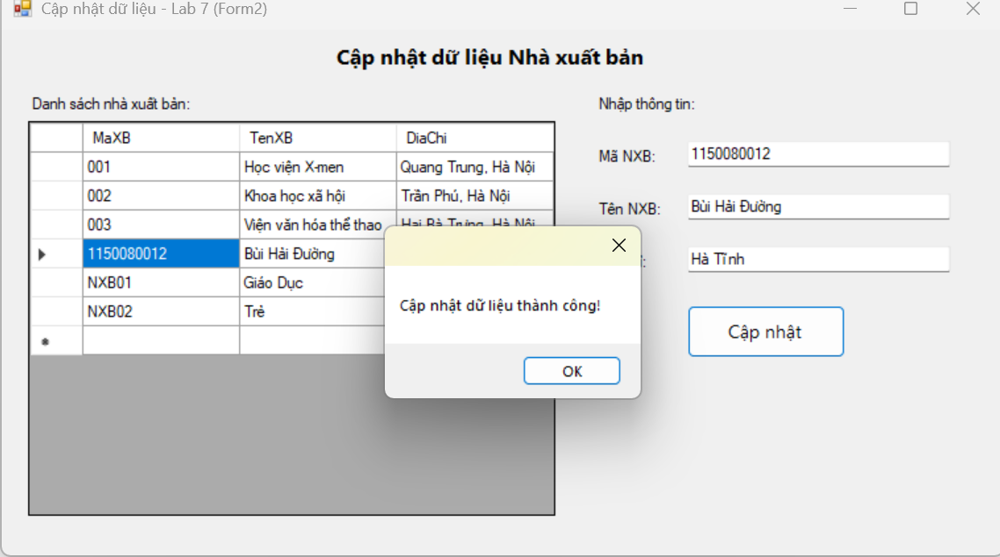 Cập nhật dữ liệu - Lab 7 (Form2)
Cập nhật dữ liệu Nhà xuất bản
Danh sách nhà xuất bản:
MaXB TenXB DiaChi
001 Học viện X-men Quang Trung, Hà Nội
002 Khoa học xã hội Trần Phú, Hà Nội
003 Viện văn hóa thể thao Hai Bà Trưng, Hà Nội
1150080012 Bùi Hải Đường
NXB01 Giáo Dục
NXB02 Trẻ
Nhập thông tin:
Mã NXB: 1150080012
Tên NXB: Bùi Hải Đường
Hà Tĩnh
Cập nhật
Cập nhật dữ liệu thành công!
OK